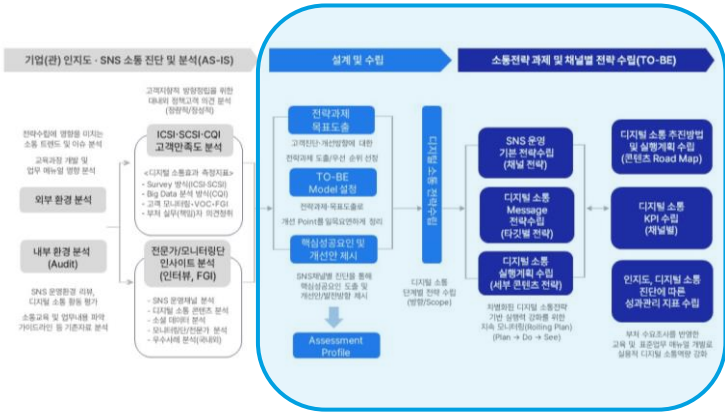 기업(관) 인지도 · SNS 소통 진단 및 분석(AS-IS)
설계 및 수립
소통전략 과제 및 채널별 전략 수립(TO-BE)
고객지향적 방향정립을 위한
대내외 정책고객 의견 분석
(정량적/정성적)
전략수립에 영향을 미치는
소통 트렌드 및 이슈 분석
교육과정 개발 및
업무 매뉴얼 영향 분석
외부 환경 분석
내부 환경 분석
(Audit)
SNS 운영환경 리뷰,
디지털 소통 활동 평가
소통교육 및 업무내용 파악
가이드라인 등 기존자료 분석
ICSI·SCSI·CQI
고객만족도 분석
<디지털 소통효과 측정지표>
- Survey 방식(ICSI·SCSI)
- Big Data 분석 방식(CQI)
- 고객 모니터링·VOC·FGI
- 부처 실무(책임)자 의견청취
전문가/모니터링단
인사이트 분석
(인터뷰, FGI)
- SNS 운영채널 분석
- 디지털 소통 콘텐츠 분석
- 소셜 데이터 분석
- 모니터링단/전문가 분석
- 우수사례 분석(국내외)
전략과제
목표도출
고객진단·개선방향에 대한
전략과제 도출/우선 순위 선정
TO-BE
Model 설정
전략과제·목표도출로
개선 Point를 일목요연하게 정리
핵심성공요인 및
개선안 제시
SNS채널별 진단을 통해
핵심성공요인 도출 및
개선안/발전방향 제시
Assessment
Profile
디지털 소통 전략수립
디지털 소통
단계별 전략 수립
(방향/Scope)
SNS 운영
기본 전략수립
(채널 전략)
디지털 소통
Message
전략수립
(타깃별 전략)
디지털 소통
실행계획 수립
(세부 콘텐츠 전략)
차별화된 디지털 소통전략
기반 실행력 강화를 위한
지속 모니터링(Rolling Plan)
(Plan → Do → See)
디지털 소통 추진방법
및 실행계획 수립
(콘텐츠 Road Map)
디지털 소통
KPI 수립
(채널별)
인지도, 디지털 소통
진단에 따른
성과관리 지표 수립
부처 수요조사를 반영한
교육 및 표준업무 매뉴얼 개발로
실용적 디지털 소통역량 강화